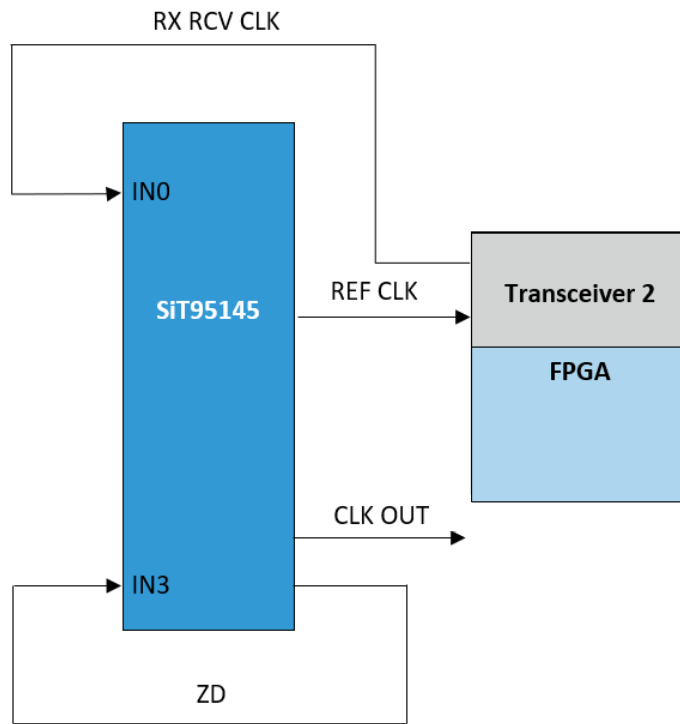 RX RCV CLK
IN0
SiT95145
REF CLK
Transceiver 2
FPGA
CLK OUT
IN3
ZD